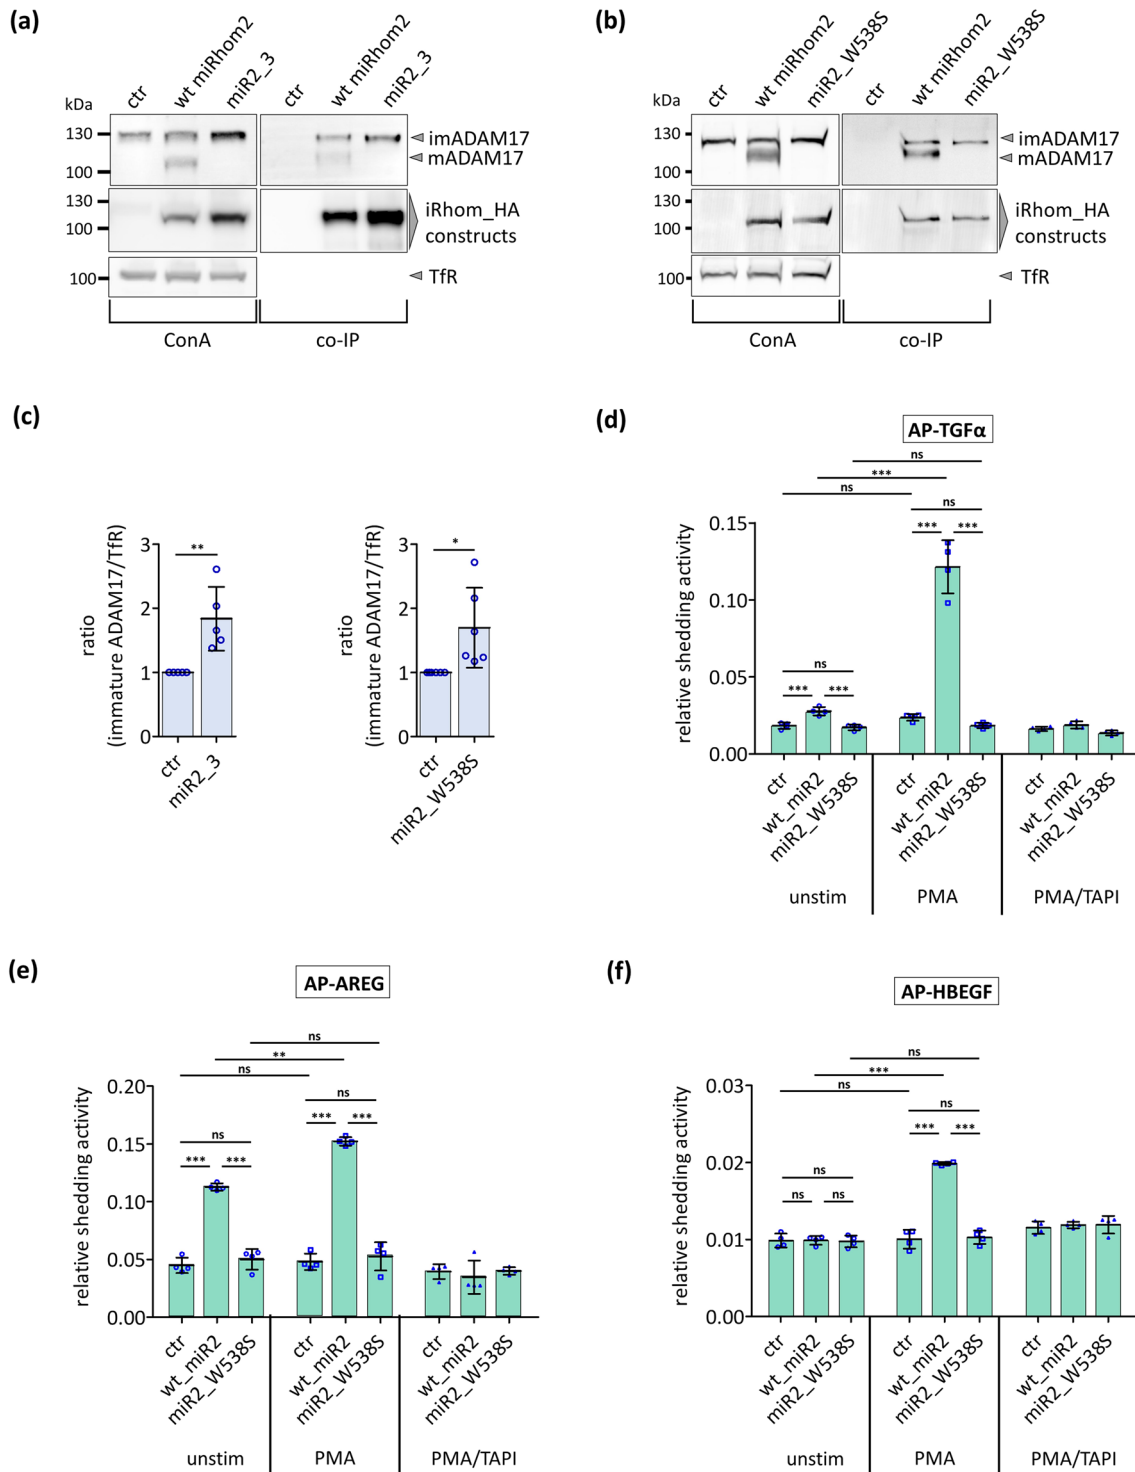 (a)
kDa
ctr
wt miRhom2
miR2_3
ctr
wt miRhom2
miR2_3
130
100
imADAM17
mADAM17
130
100
iRhom_HA
constructs
100
TfR
ConA
co-IP
(b)
kDa
ctr
wt miRhom2
miR2_W538S
ctr
wt miRhom2
miR2_W538S
130
100
imADAM17
mADAM17
130
100
iRhom_HA
constructs
100
TfR
ConA
co-IP
(c)
ratio
(immature ADAM17/TfR)
3
2
1
0
**
ctr
miR2_3
ratio
(immature ADAM17/TfR)
3
2
1
0
*
ctr
miR2_W538S
(d)
AP-TGFα
relative shedding activity
0.15
0.10
0.05
0.00
ns
***
ns
ns
*** ***
ns
*** ***
ctr
wt_miR2
miR2_W538S
ctr
wt_miR2
miR2_W538S
ctr
wt_miR2
miR2_W538S
unstim
PMA
PMA/TAPI
(e)
AP-AREG
relative shedding activity
0.20
0.15
0.10
0.05
0.00
ns
**
ns
ns
*** ***
ns
*** ***
ctr
wt_miR2
miR2_W538S
ctr
wt_miR2
miR2_W538S
ctr
wt_miR2
miR2_W538S
unstim
PMA
PMA/TAPI
(f)
AP-HBEGF
relative shedding activity
0.03
0.02
0.01
0.00
ns
***
ns
ns
*** ***
ns
ns ns
ctr
wt_miR2
miR2_W538S
ctr
wt_miR2
miR2_W538S
ctr
wt_miR2
miR2_W538S
unstim
PMA
PMA/TAPI